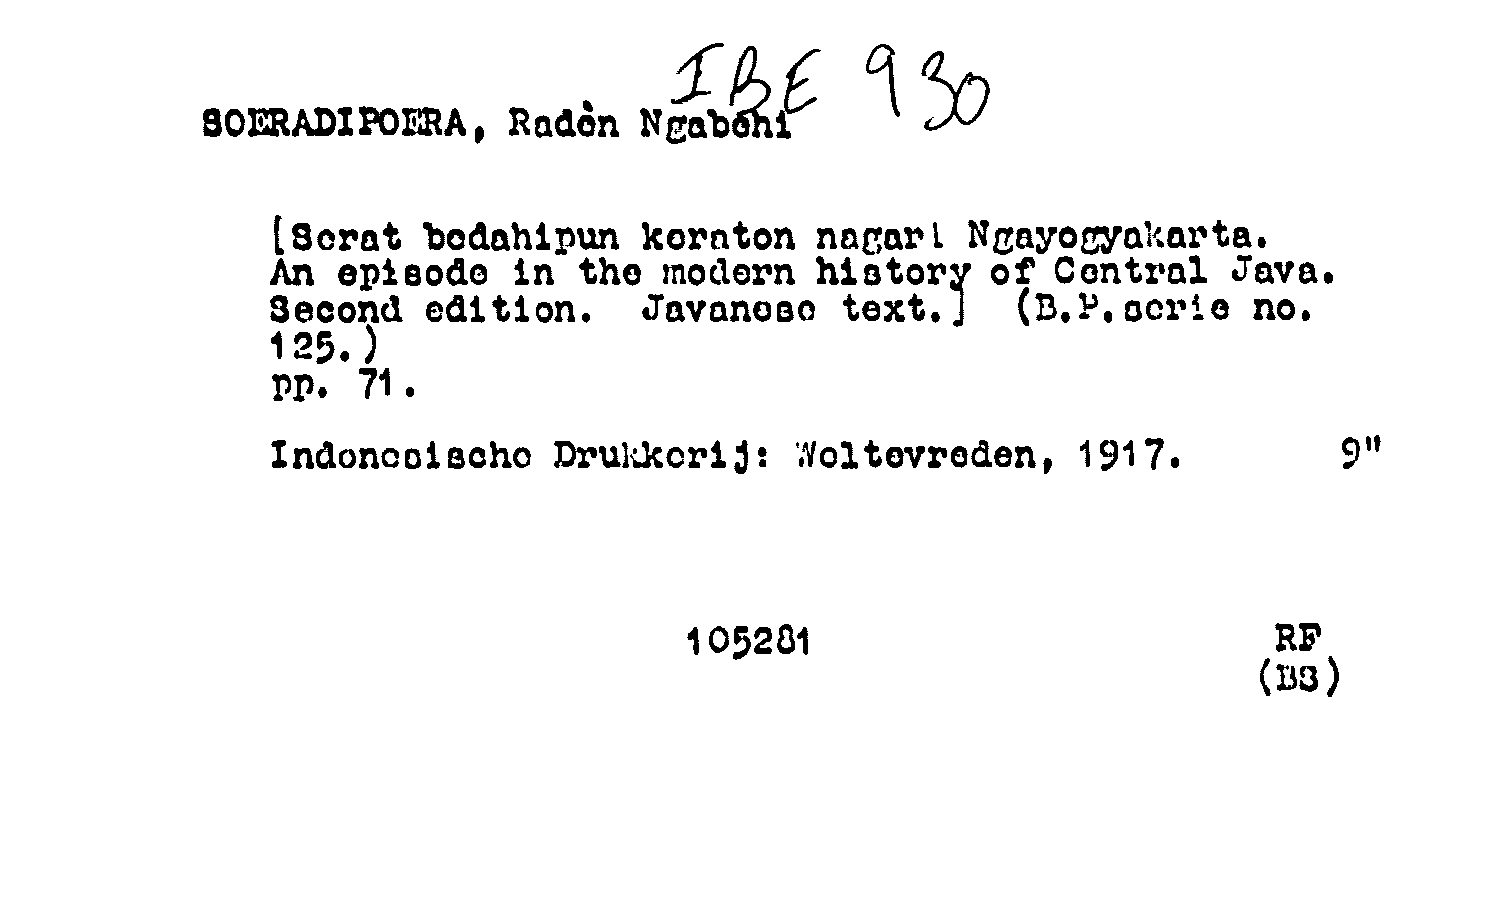 IBE 930
SOERADIPOERA, Radèn Ngabehi
[Serat bedahipun keraton nagari Ngayogyakarta.
An episode in the modern history of Central Java.
Second edition. Javanese text.] (B.P.serie no.
125.)
pp. 71.
Indonesische Drukkerij: Weltevreden, 1917. 9"
105281 RF
(BS)